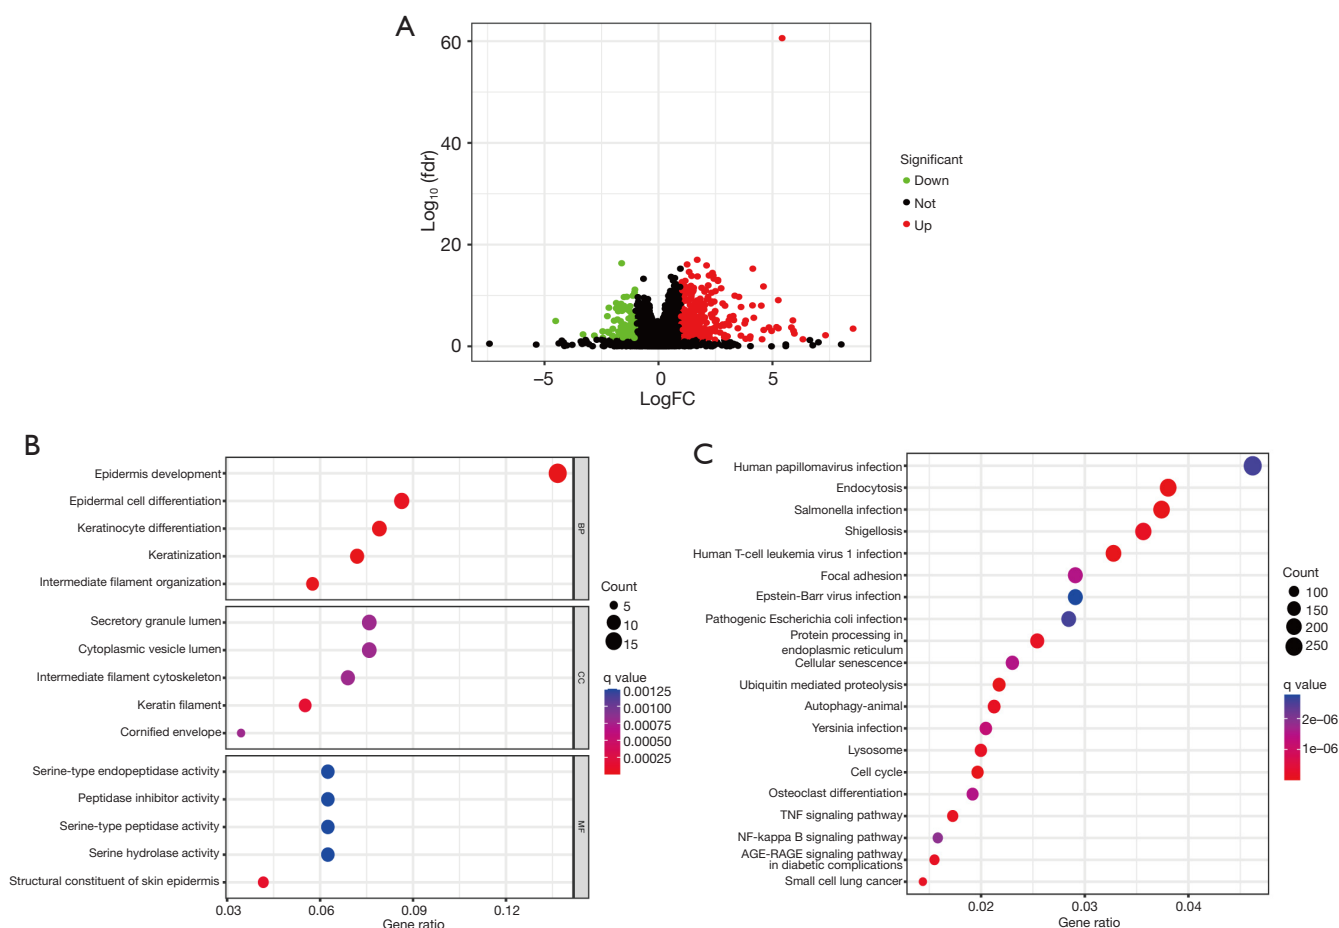 A
60
40
20
0
Log10 (fdr)
–5
0
5
LogFC
Significant
Down
Not
Up
B
Epidermis development
Epidermal cell differentiation
Keratinocyte differentiation
Keratinization
Intermediate filament organization
BP
Secretory granule lumen
Cytoplasmic vesicle lumen
Intermediate filament cytoskeleton
Keratin filament
Cornified envelope
CC
Serine-type endopeptidase activity
Peptidase inhibitor activity
Serine-type peptidase activity
Serine hydrolase activity
Structural constituent of skin epidermis
MF
0.03
0.06
0.09
0.12
Gene ratio
Count
5
10
15
q value
0.00125
0.00100
0.00075
0.00050
0.00025
C
Human papillomavirus infection
Endocytosis
Salmonella infection
Shigellosis
Human T-cell leukemia virus 1 infection
Focal adhesion
Epstein-Barr virus infection
Pathogenic Escherichia coli infection
Protein processing in
endoplasmic reticulum
Cellular senescence
Ubiquitin mediated proteolysis
Autophagy-animal
Yersinia infection
Lysosome
Cell cycle
Osteoclast differentiation
TNF signaling pathway
NF-kappa B signaling pathway
AGE-RAGE signaling pathway
in diabetic complications
Small cell lung cancer
0.02
0.03
0.04
Gene ratio
Count
100
150
200
250
q value
2e–06
1e–06